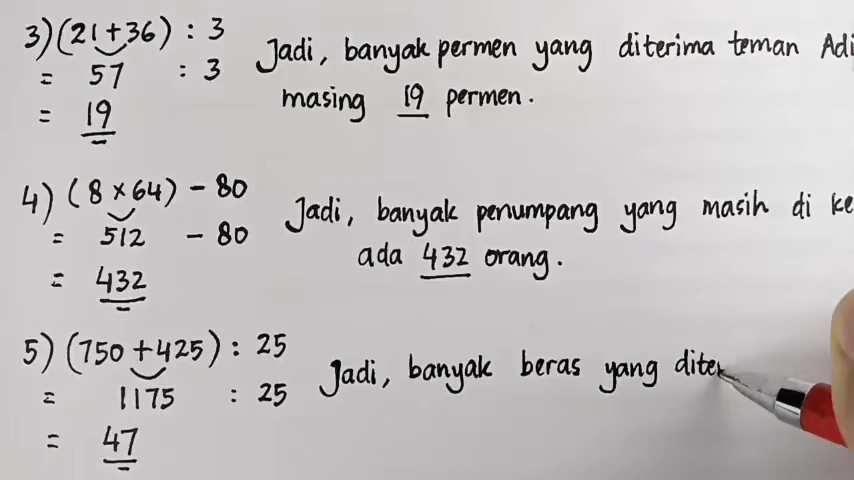 3) (21 + 36) : 3
= 57 : 3
= 19
Jadi, banyak permen yang diterima teman Adi
masing 19 permen.
4) (8 × 64) - 80
= 512 - 80
= 432
Jadi, banyak penumpang yang masih di ke
ada 432 orang.
5) (750 + 425) : 25
= 1175 : 25
= 47
Jadi, banyak beras yang diter